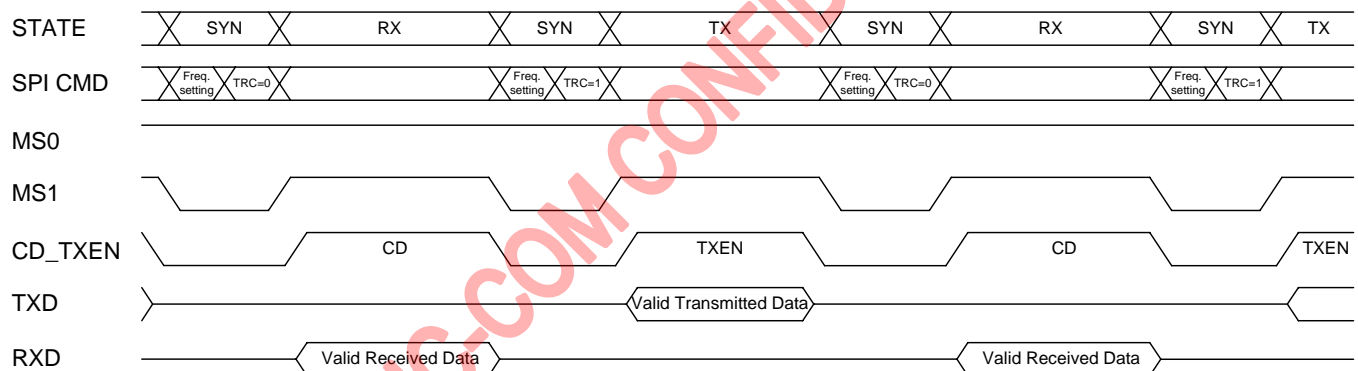 STATE SYN RX SYN TX SYN RX SYN TX
SPI CMD Freq. setting TRC=0 Freq. setting TRC=1 Freq. setting TRC=0 Freq. setting TRC=1
MS0
MS1
CD_TXEN CD TXEN CD TXEN
TXD Valid Transmitted Data
RXD Valid Received Data Valid Received Data
C-COM CONFID